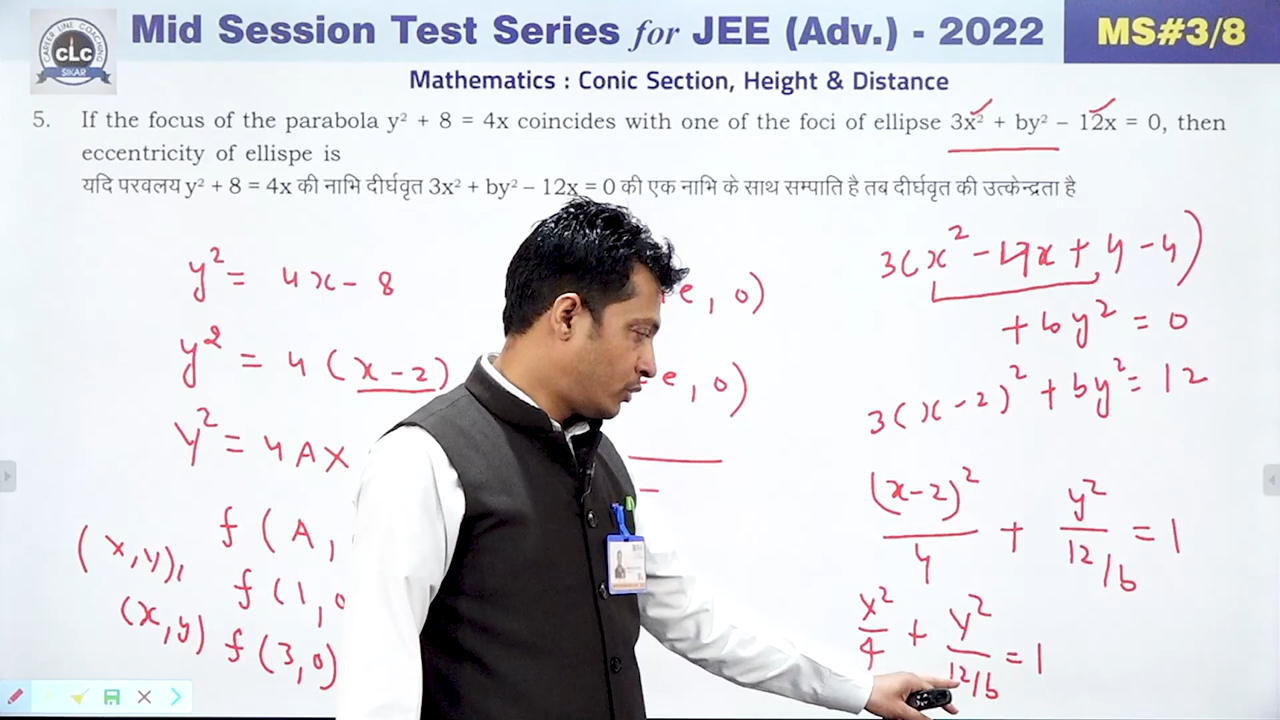 CAREER LINE COACHING
CLC
SIKAR
Mid Session Test Series for JEE (Adv.) - 2022
MS#3/8
Mathematics : Conic Section, Height & Distance
5. If the focus of the parabola y² + 8 = 4x coincides with one of the foci of ellipse 3x² + by² – 12x = 0, then
eccentricity of ellispe is
यदि परवलय y² + 8 = 4x की नाभि दीर्घवृत 3x² + by² – 12x = 0 की एक नाभि के साथ सम्पाति है तब दीर्घवृत की उत्केन्द्रता है
y² = 4x - 8
y² = 4(x-2)
Y² = 4AX
f(A,
(X,Y), f(1,0
(x,y) f(3,0)
e, 0)
e, 0)
3(x² - 4x + 4 - 4)
+ by² = 0
3(x-2)² + by² = 12
(x-2)²/4 + y²/12/b = 1
X²/4 + Y²/12/b = 1